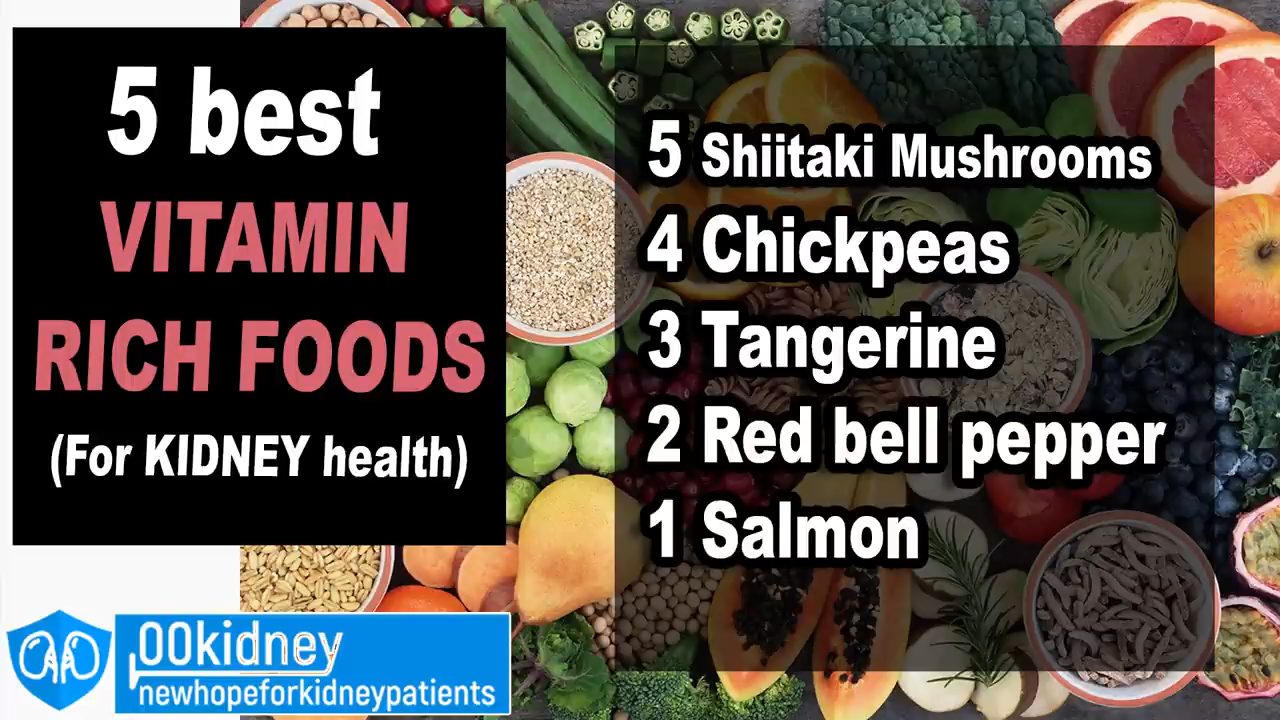 5 best
VITAMIN
RICH FOODS
(For KIDNEY health)
5 Shiitaki Mushrooms
4 Chickpeas
3 Tangerine
2 Red bell pepper
1 Salmon
00kidney
newhopeforkidneypatients